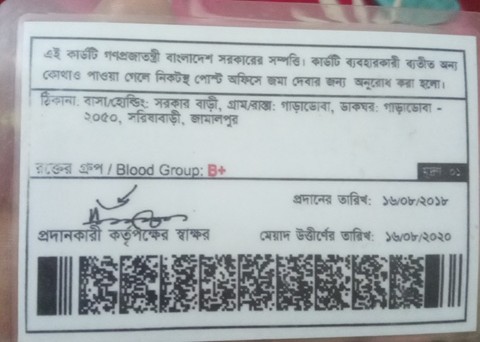 এই কার্ডটি গণপ্রজাতন্ত্রী বাংলাদেশ সরকারের সম্পত্তি। কার্ডটি ব্যবহারকারী ব্যতীত অন্য
কোথাও পাওয়া গেলে নিকটস্থ পোস্ট অফিসে জমা দেবার জন্য অনুরোধ করা হলো।
ঠিকানা: বাসা/হোল্ডিং: সরকার বাড়ী, গ্রাম/রাস্তা: পাড়াডোবা, ডাকঘর: পাড়াডোবা -
২০৫০, সরিষাবাড়ী, জামালপুর
রক্তের গ্রুপ / Blood Group: B+
মুদ্রণ: ০১
প্রদানের তারিখ: ১৬/০৮/২০১৮
প্রদানকারী কর্তৃপক্ষের স্বাক্ষর
মেয়াদ উত্তীর্ণের তারিখ: ১৬/০৮/২০২০